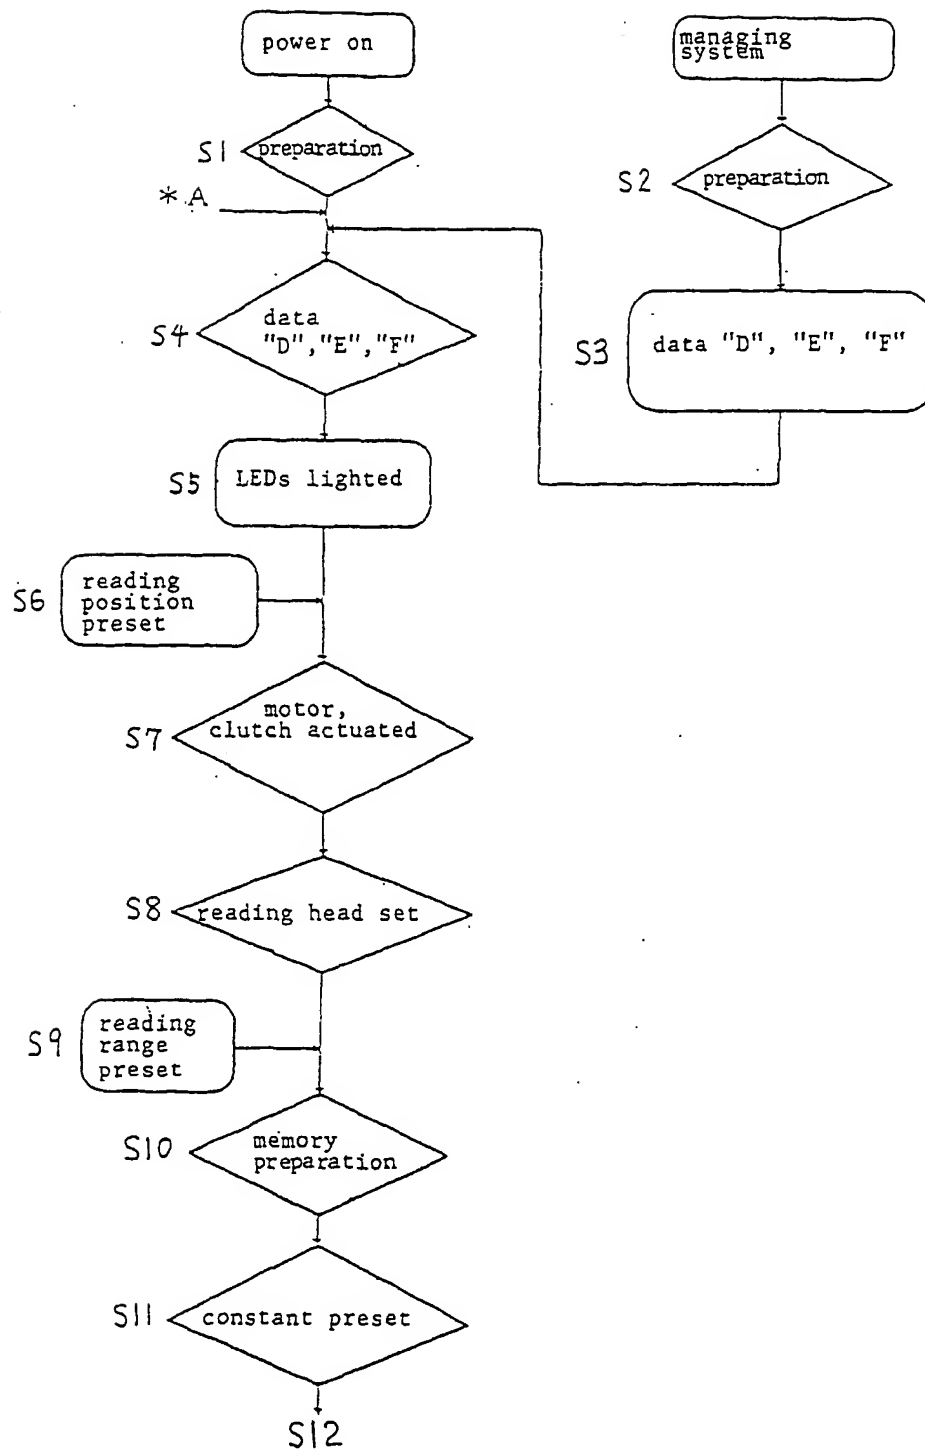 power on
managing
system
S1
preparation
S2
preparation
* A
S4
data
"D","E","F"
S3
data "D", "E", "F"
S5
LEDs lighted
S6
reading
position
preset
S7
motor,
clutch actuated
S8
reading head set
S9
reading
range
preset
S10
memory
preparation
S11
constant preset
S12